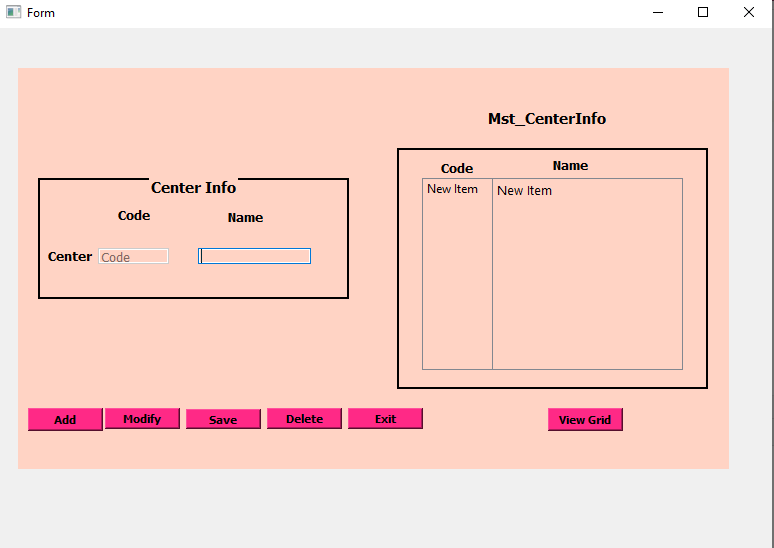 Form
Mst_CenterInfo
Center Info
Code Name
Center Code
Code Name
New Item New Item
Add Modify Save Delete Exit View Grid